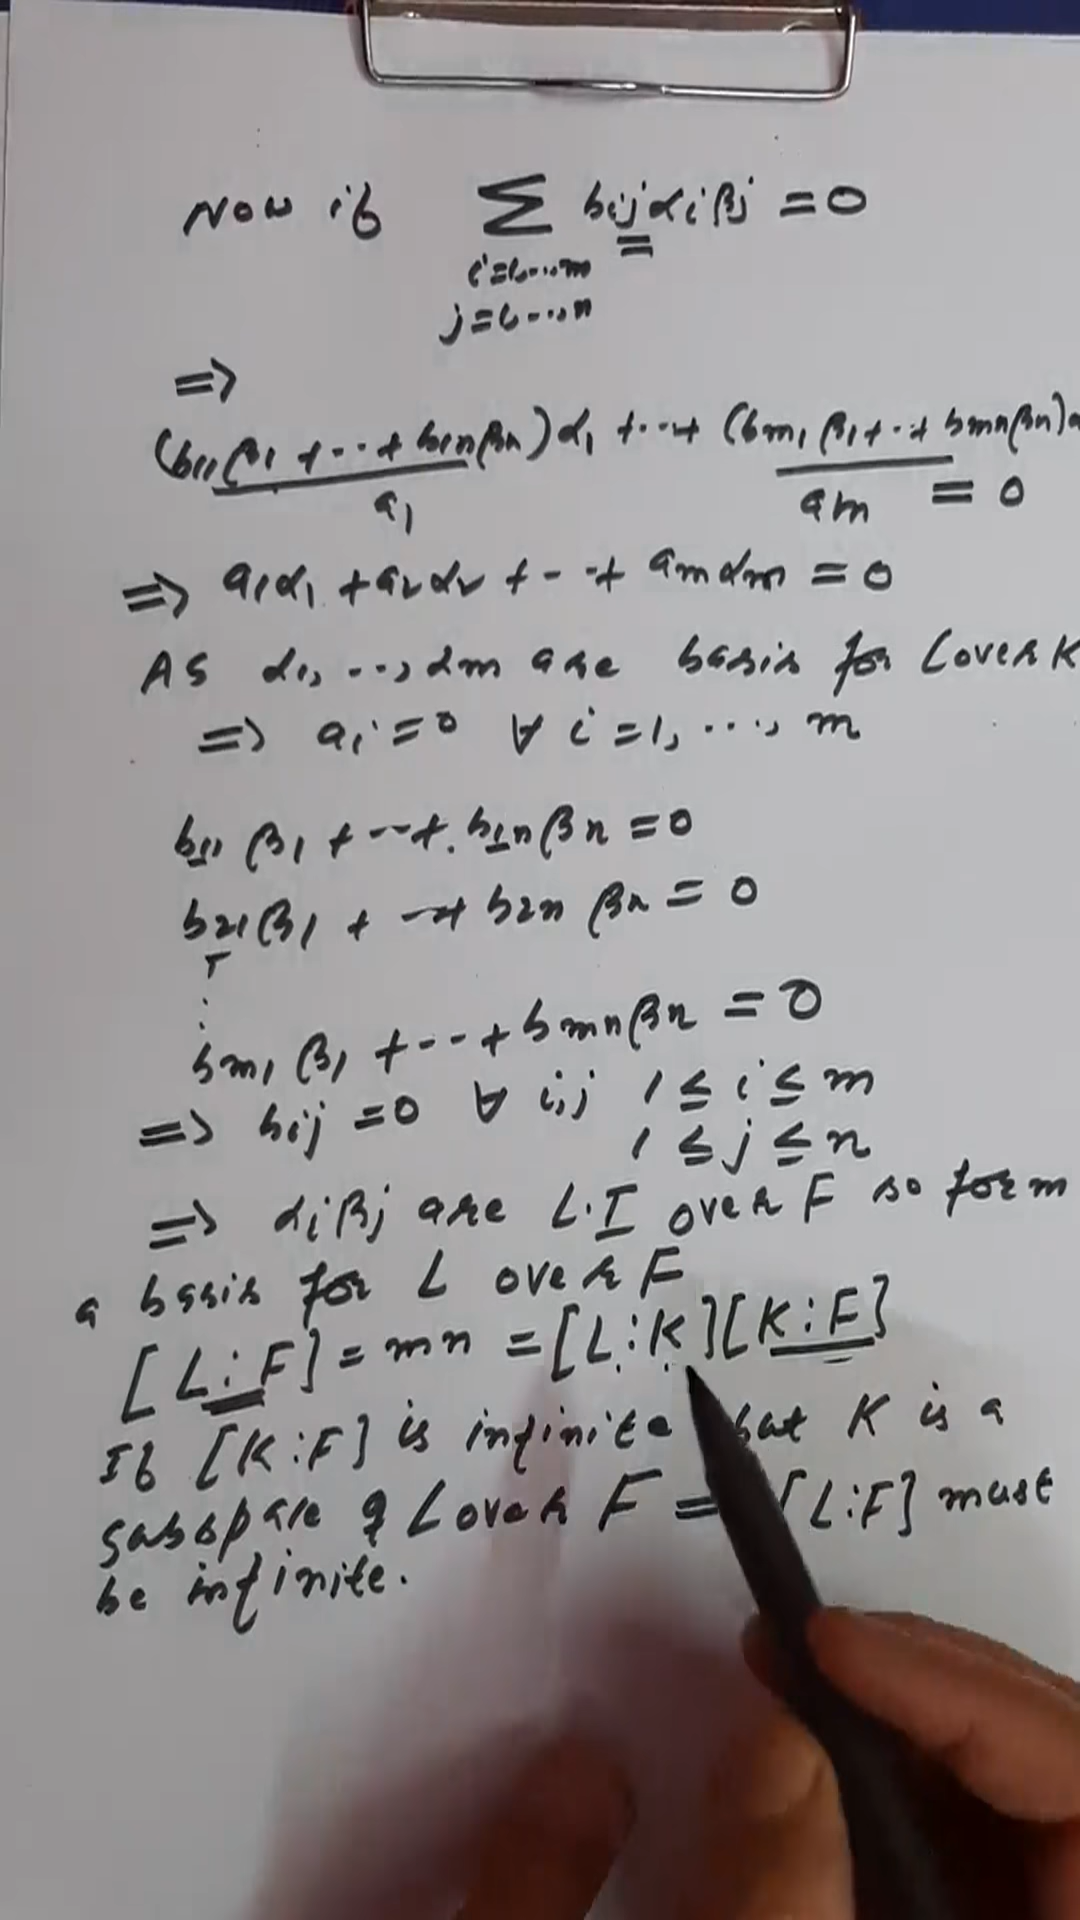 Now if Σ bijαiβj = 0
i=1,...,m
j=1,...,n
=>
(b11β1 + ... + b1nβn)α1 + ... + (bm1β1 + ... + bmnβn)α
a1 am = 0
=> a1α1 + a2α2 + ... + amαm = 0
As α1, ..., αm are basis for L over K
=> ai = 0 ∀ i = 1, ..., m
b11β1 + ... + b1nβn = 0
b21β1 + ... + b2nβn = 0
⋮
bm1β1 + ... + bmnβn = 0
=> bij = 0 ∀ i,j 1 ≤ i ≤ m
1 ≤ j ≤ n
=> αiβj are L.I over F so form
a basis for L over F
[L:F] = mn = [L:K][K:F]
If [K:F] is infinite but K is a
subspace of L over F = [L:F] must
be infinite.